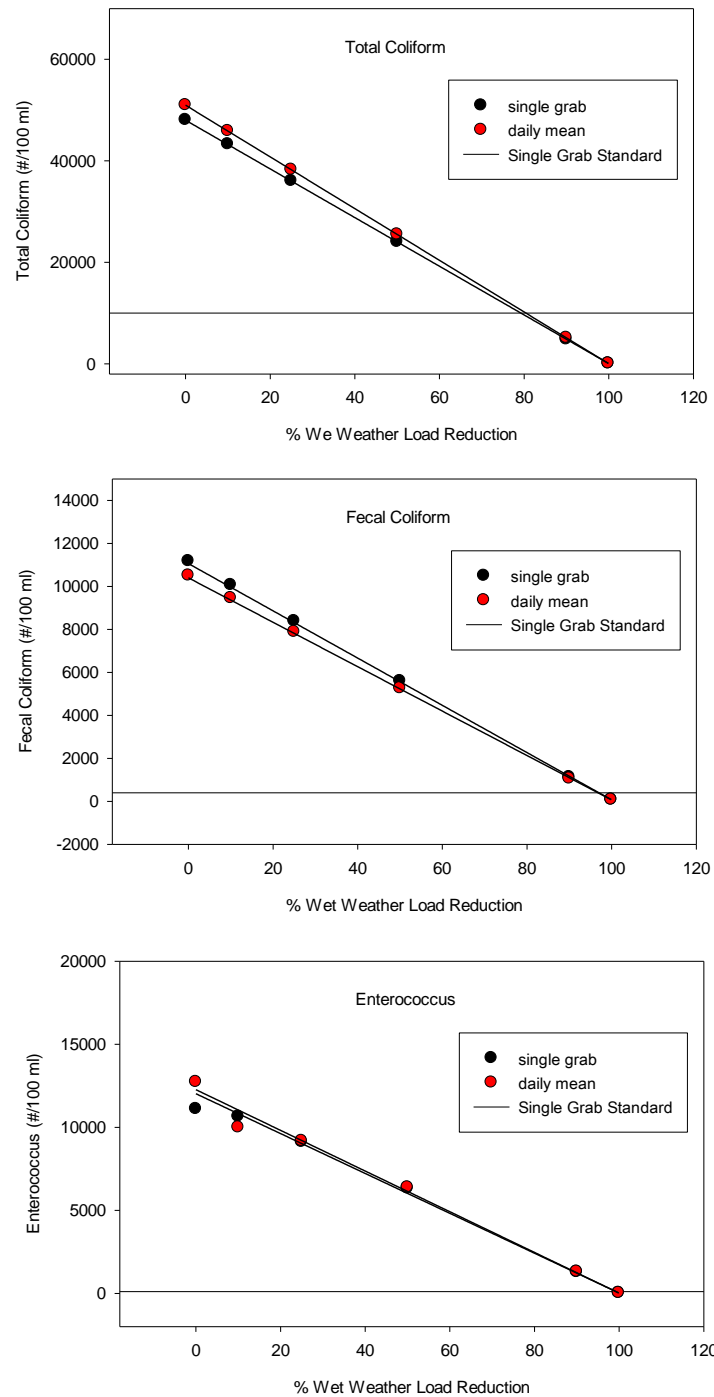 Total Coliform
60000
40000
20000
0
Total Coliform (#/100 ml)
single grab
daily mean
Single Grab Standard
0 20 40 60 80 100 120
% We Weather Load Reduction
Fecal Coliform
14000
12000
10000
8000
6000
4000
2000
0
-2000
Fecal Coliform (#/100 ml)
single grab
daily mean
Single Grab Standard
0 20 40 60 80 100 120
% Wet Weather Load Reduction
Enterococcus
20000
15000
10000
5000
0
Enterococcus (#/100 ml)
single grab
daily mean
Single Grab Standard
0 20 40 60 80 100 120
% Wet Weather Load Reduction